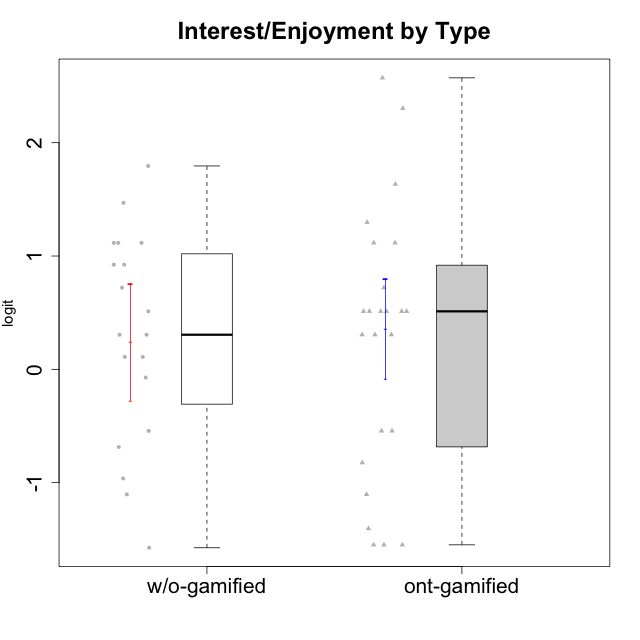 Interest/Enjoyment by Type
logit
2
1
0
-1
w/o-gamified
ont-gamified